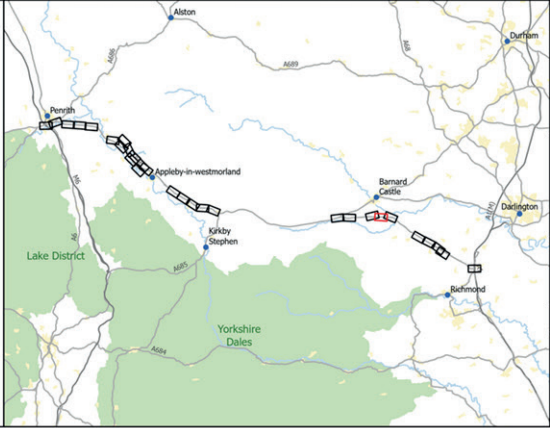 Alston
Durham
A686
A68
A689
Penrith
Appleby-in-westmorland
Barnard
Castle
Darlington
A1(M)
M6
A6
Kirkby
Stephen
Lake District
A685
Richmond
Yorkshire
Dales
A684